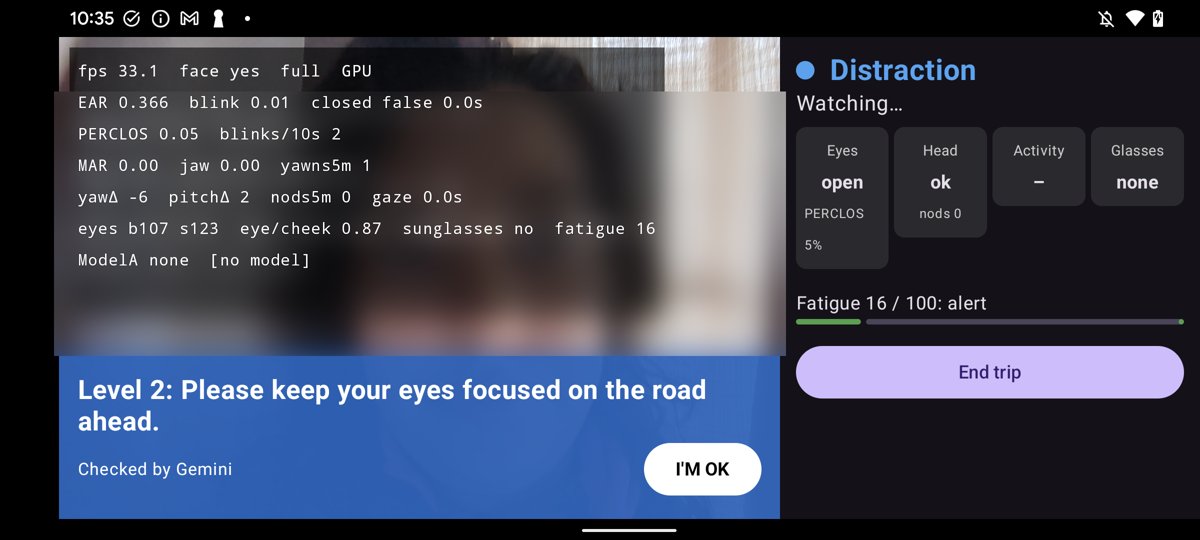 10:35
fps 33.1 face yes full GPU
EAR 0.366 blink 0.01 closed false 0.0s
PERCLOS 0.05 blinks/10s 2
MAR 0.00 jaw 0.00 yawns5m 1
yawΔ -6 pitchΔ 2 nods5m 0 gaze 0.0s
eyes b107 s123 eye/cheek 0.87 sunglasses no fatigue 16
ModelA none [no model]
Level 2: Please keep your eyes focused on the road
ahead.
Checked by Gemini
I'M OK
Distraction
Watching…
Eyes
open
PERCLOS
5%
Head
ok
nods 0
Activity
–
Glasses
none
Fatigue 16 / 100: alert
End trip